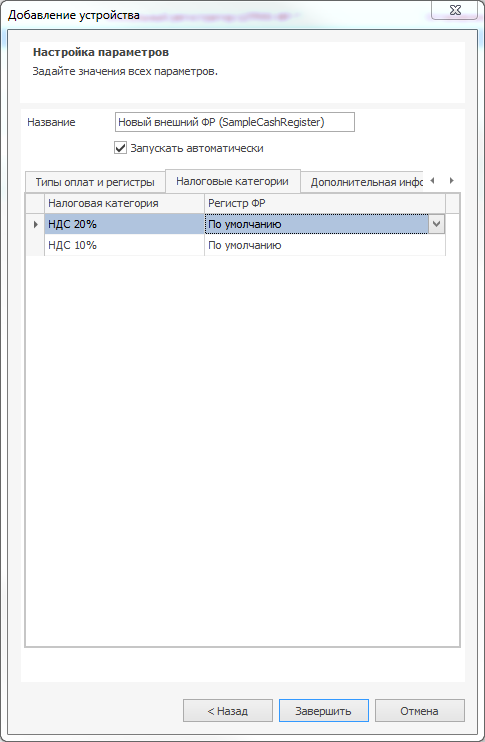 Добавление устройства
Настройка параметров
Задайте значения всех параметров.
Название Новый внешний ФР (SampleCashRegister)
Запускать автоматически
Типы оплат и регистры Налоговые категории Дополнительная инфо
Налоговая категория Регистр ФР
НДС 20% По умолчанию
НДС 10% По умолчанию
< Назад Завершить Отмена